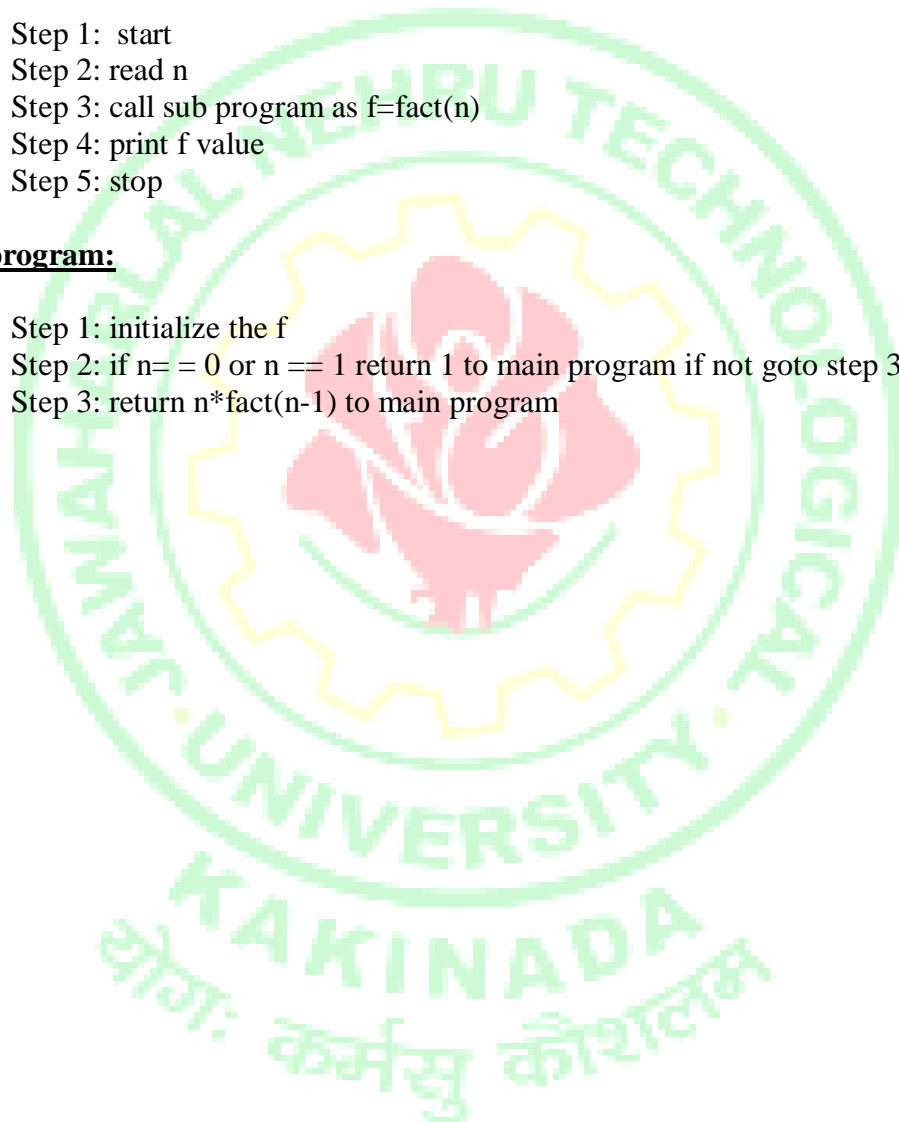 Step 1:  start
Step 2: read n
Step 3: call sub program as f=fact(n)
Step 4: print f value
Step 5: stop
program:
Step 1: initialize the f
Step 2: if n= = 0 or n == 1 return 1 to main program if not goto step 3
Step 3: return n*fact(n-1) to main program
JAWAHARLAL NEHRU TECHNOLOGICAL
UNIVERSITY
KAKINADA
योगः कर्मसु कौशलम